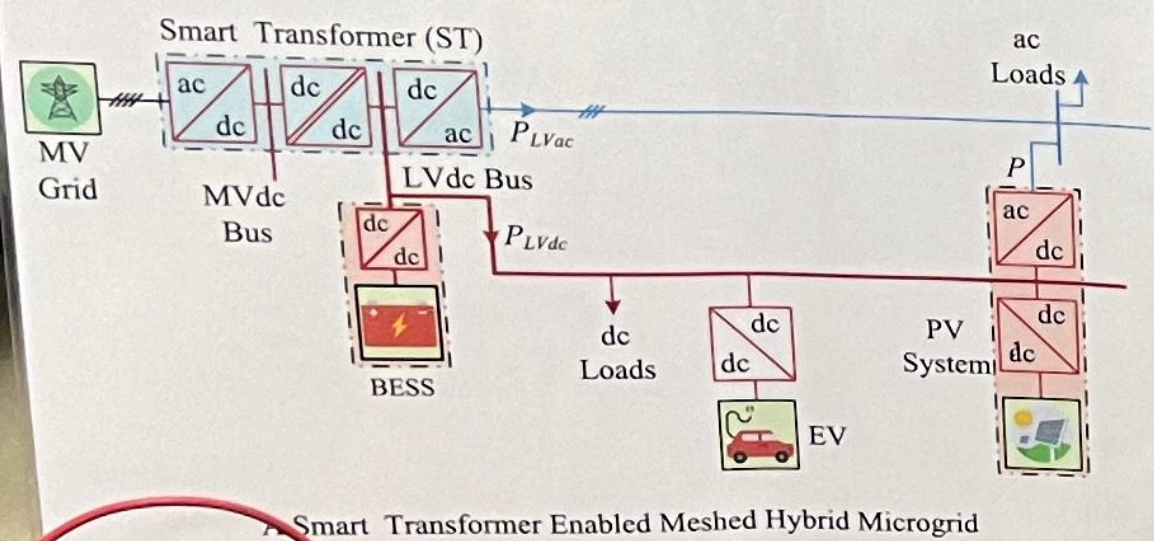 Smart Transformer (ST)
ac
dc
dc
dc
dc
ac
MV
Grid
MVdc
Bus
LVdc Bus
P_LVac
P_LVdc
ac
Loads
P
ac
dc
dc
dc
BESS
dc
Loads
dc
dc
EV
PV
System
dc
dc
A Smart Transformer Enabled Meshed Hybrid Microgrid